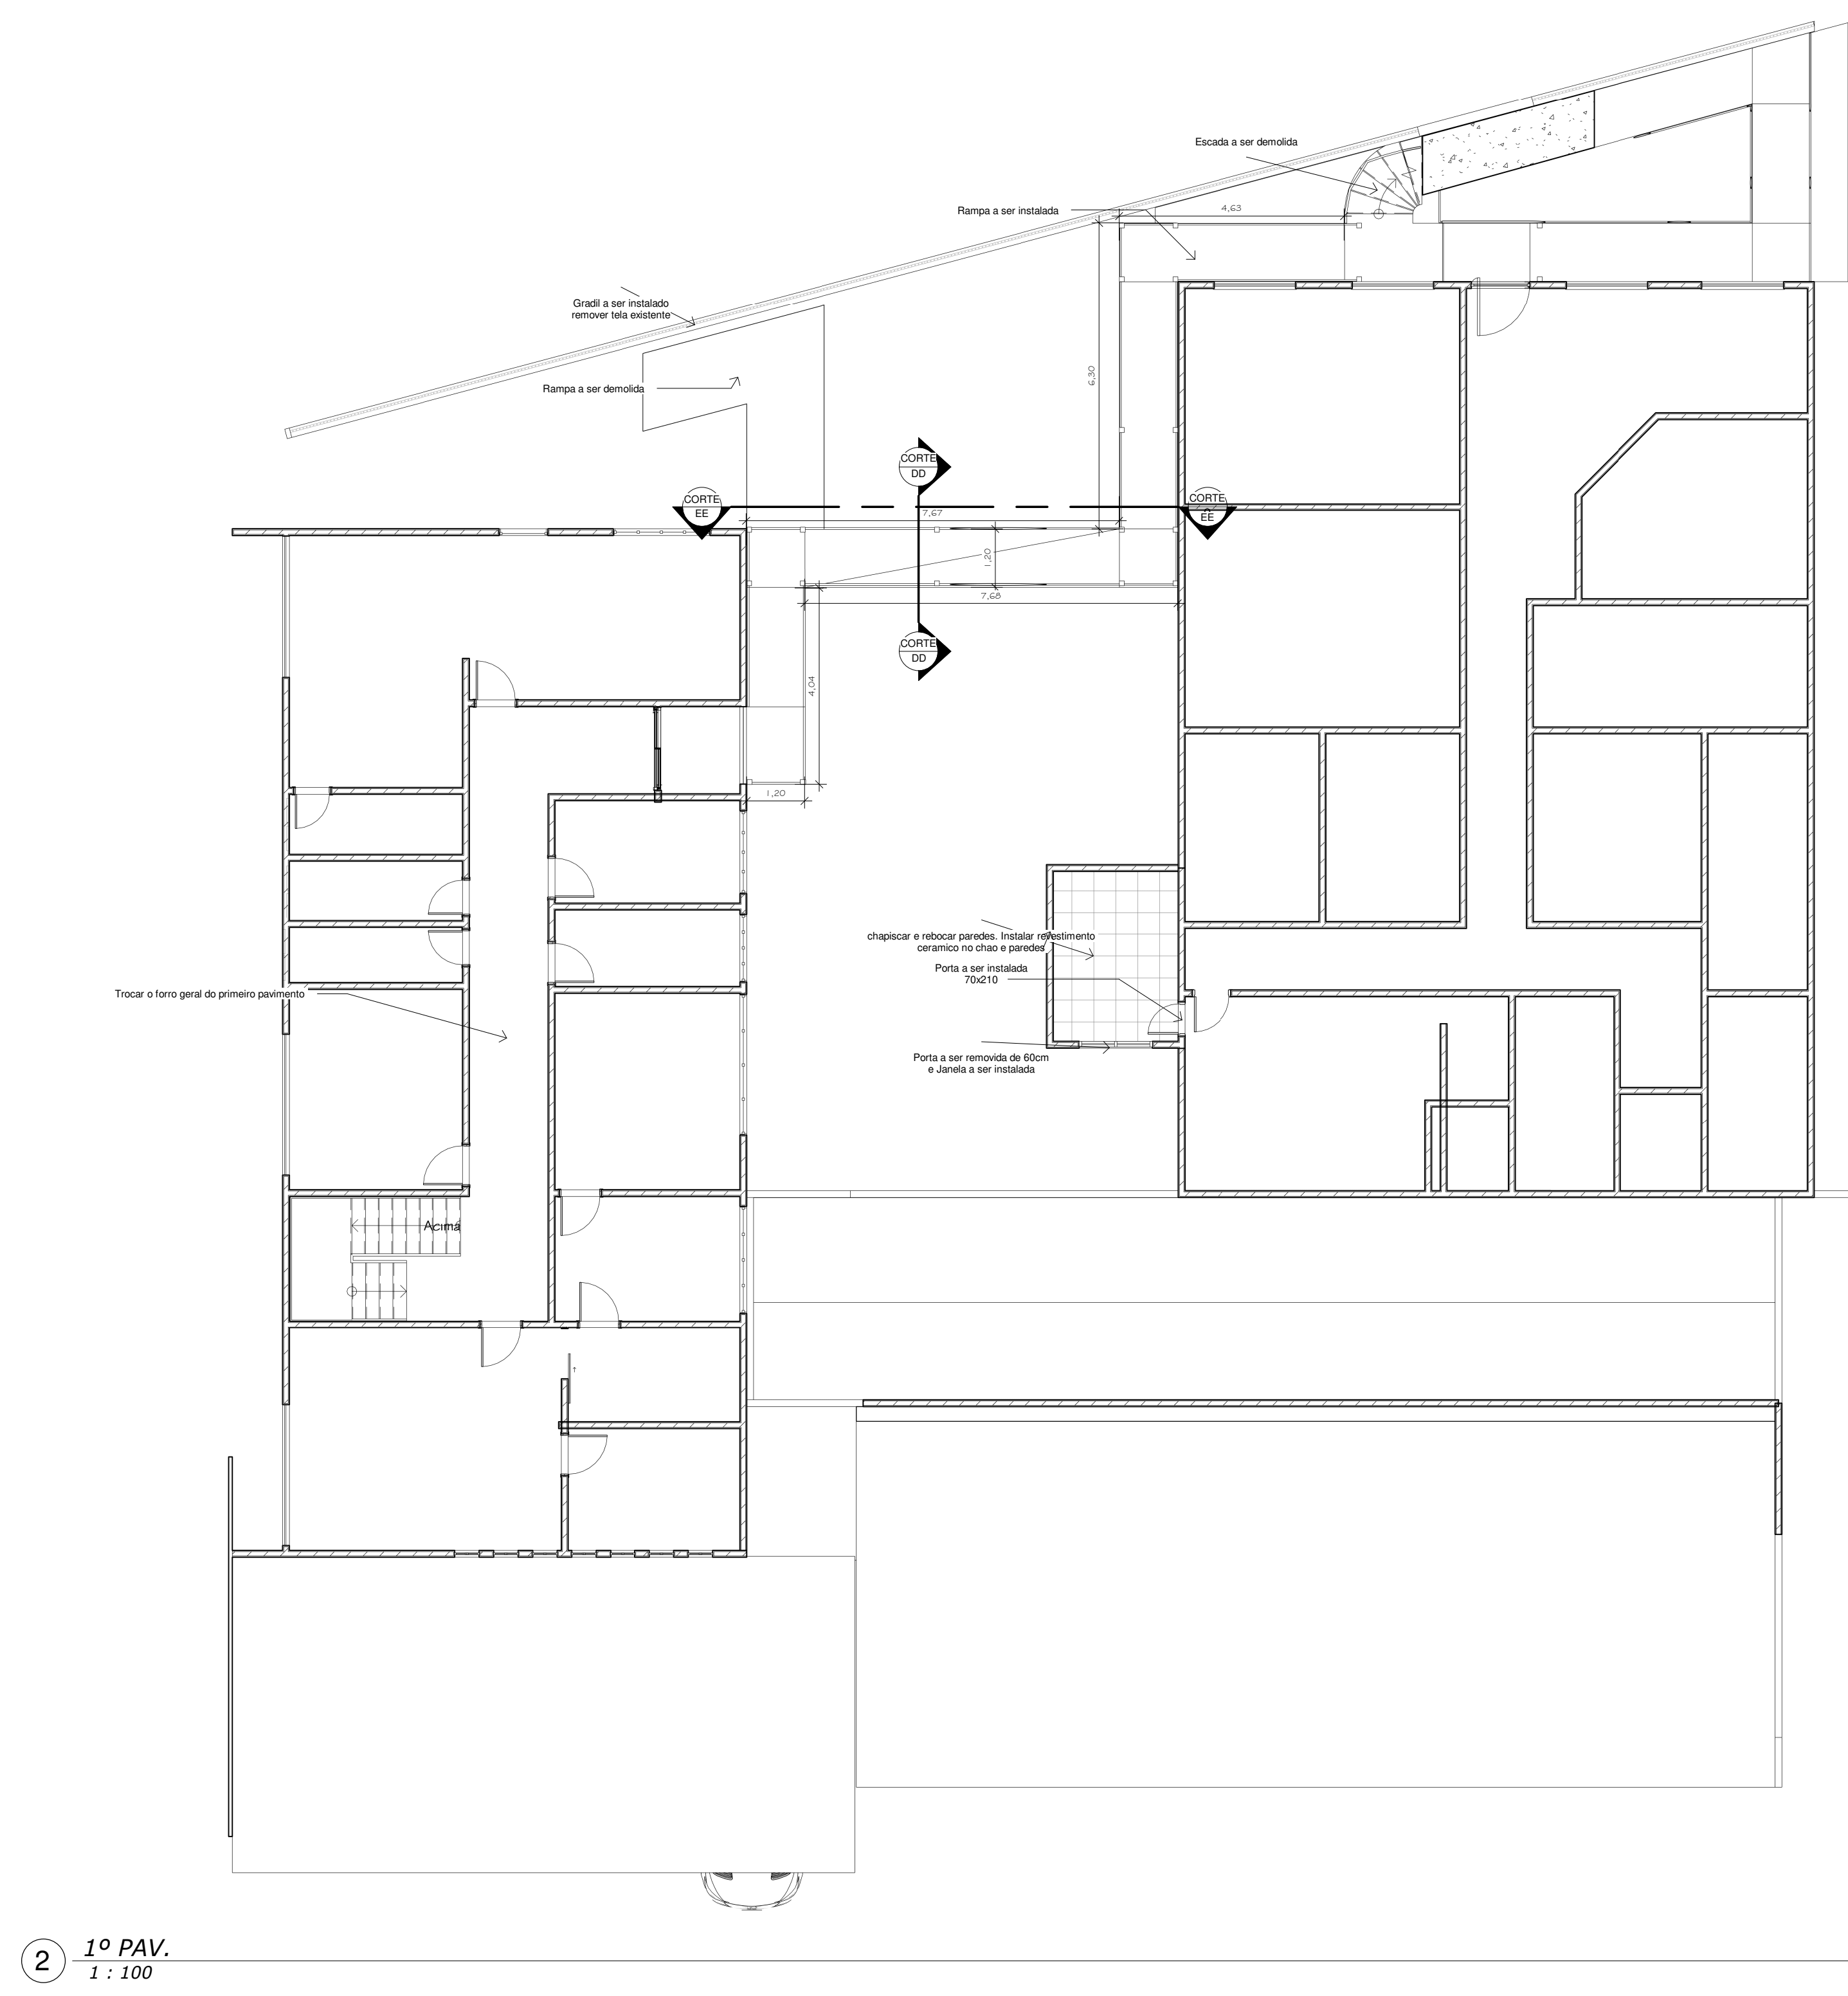 Escada a ser demolida
Rampa a ser instalada
4,63
Gradil a ser instalado
remover tela existente
6,30
Rampa a ser demolida
CORTE
DD
CORTE
EE
CORTE
EE
7,67
1,20
7,68
CORTE
DD
4,04
1,20
chapiscar e rebocar paredes. Instalar revestimento
ceramico no chao e paredes
Porta a ser instalada
70x210
Trocar o forro geral do primeiro pavimento
Porta a ser removida de 60cm
e Janela a ser instalada
Acima
2
1º PAV.
1 : 100